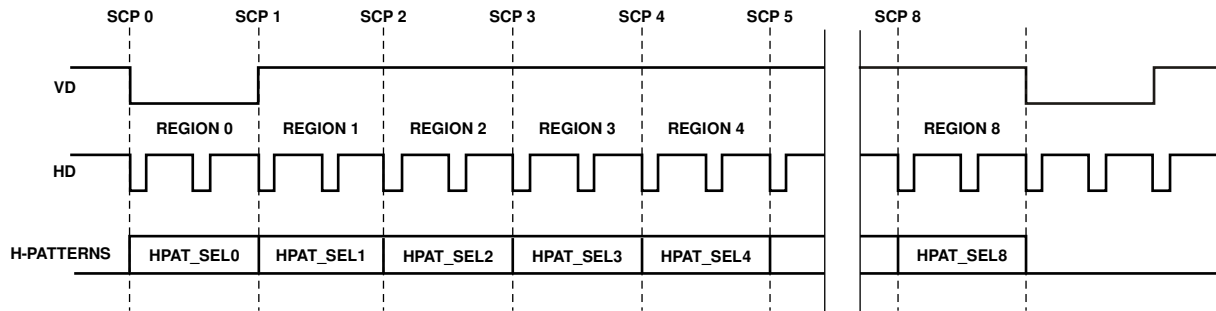 SCP 0 SCP 1 SCP 2 SCP 3 SCP 4 SCP 5 SCP 8
VD
REGION 0 REGION 1 REGION 2 REGION 3 REGION 4 REGION 8
HD
H-PATTERNS HPAT_SEL0 HPAT_SEL1 HPAT_SEL2 HPAT_SEL3 HPAT_SEL4 HPAT_SEL8